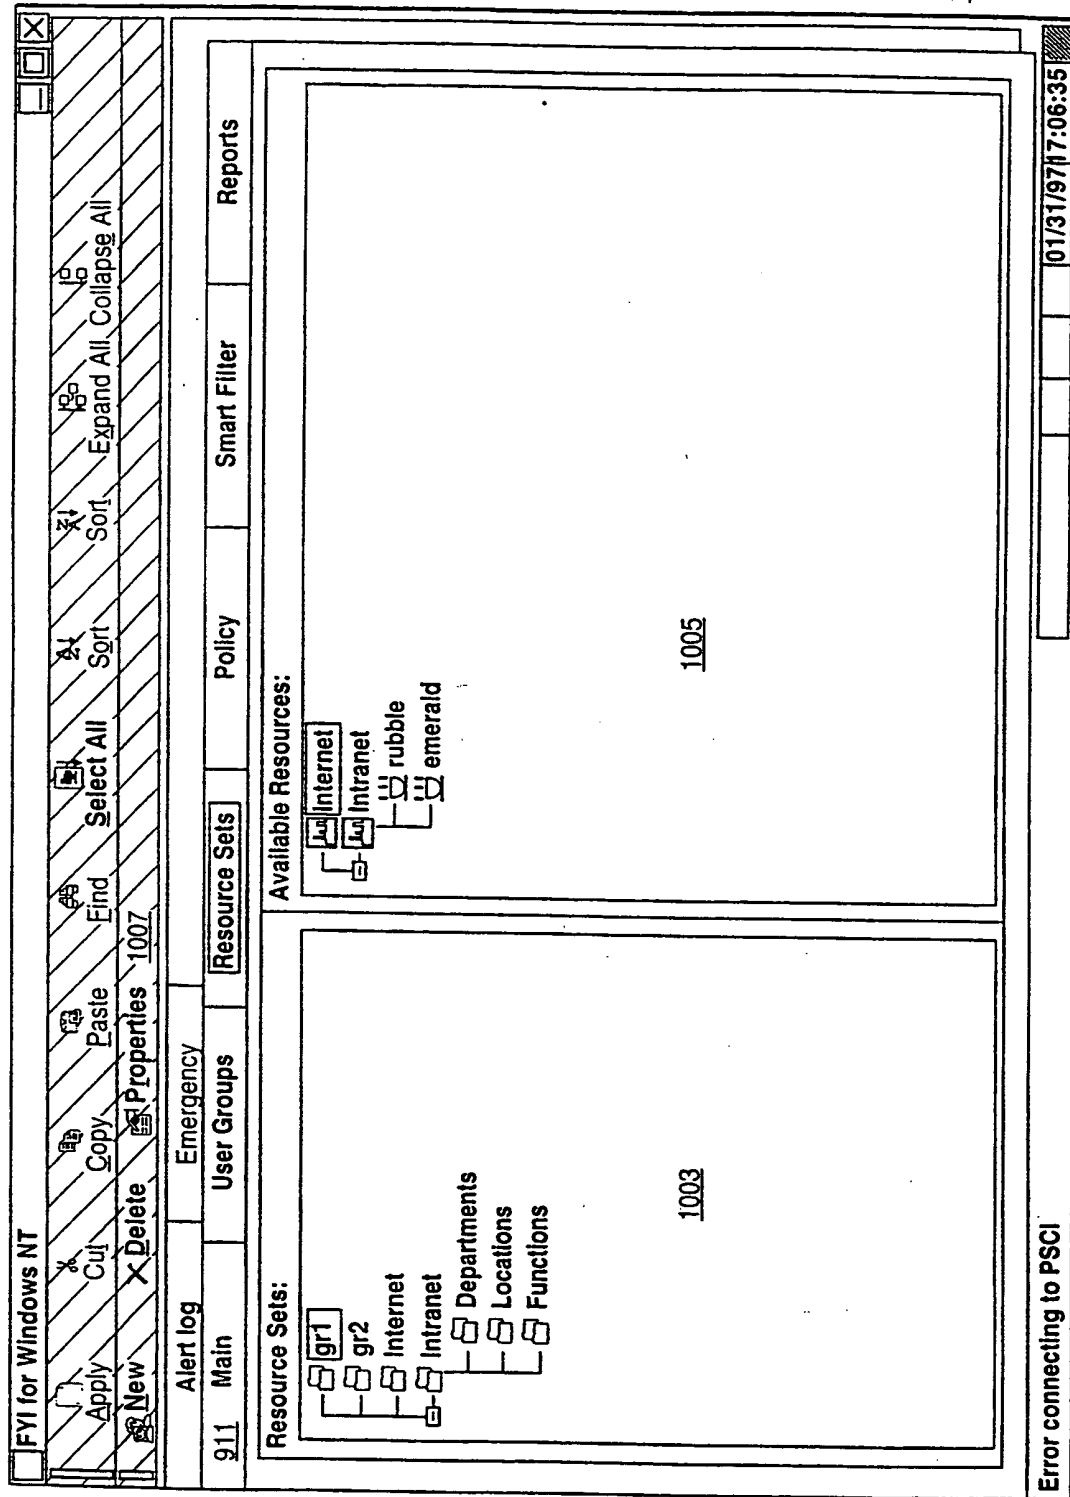 FYI for Windows NT
Apply Cut Copy Paste Find Select All Sort Sort Expand All Collapse All
New Delete Properties 1007
Alert log Emergency
911 Main User Groups Resource Sets Policy Smart Filter Reports
Resource Sets:
gr1
gr2
Internet
Intranet
Departments
Locations
Functions
1003
Available Resources:
Internet
Intranet
rubble
emerald
1005
Error connecting to PSCI
01/31/97 17:06:35